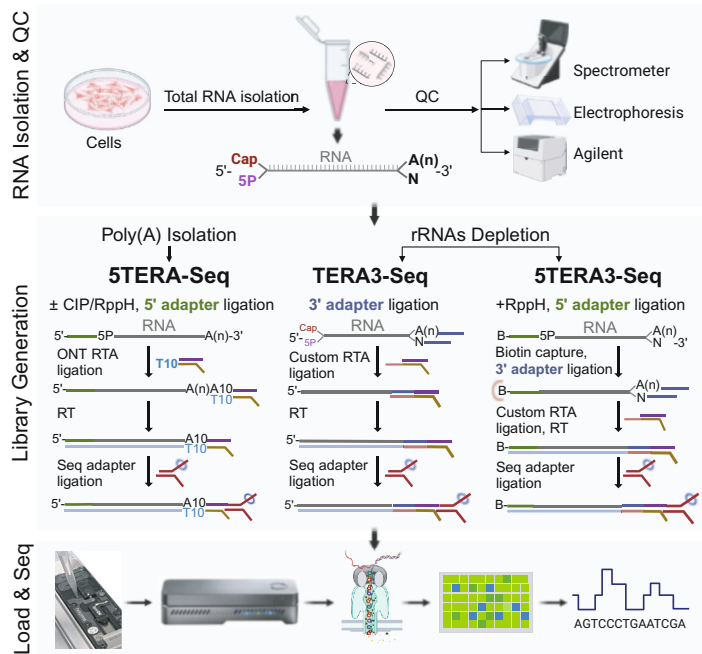 RNA Isolation & QC
Total RNA isolation
QC
Cells
Spectrometer
Electrophoresis
Agilent
RNA
Cap
5'-
5P
A(n)
N
-3'
Library Generation
Poly(A) Isolation
rRNAs Depletion
5TERA-Seq
± CIP/RppH, 5' adapter ligation
RNA
5'-
5P
A(n)-3'
ONT RTA
ligation
T10
5'-
A(n)A10
T10
RT
5'-
A10
T10
Seq adapter
ligation
5'-
A10
T10
TERA3-Seq
3' adapter ligation
Cap
5'-
5P
RNA
A(n)
N
Custom RTA
ligation
5'-
RT
5'-
Seq adapter
ligation
5'-
5TERA3-Seq
+RppH, 5' adapter ligation
B-
5P
RNA
A(n)
N
-3'
Biotin capture,
3' adapter ligation
B-
A(n)
N
Custom RTA
ligation, RT
B-
Seq adapter
ligation
B-
Load & Seq
AGTCCCTGAATCGA